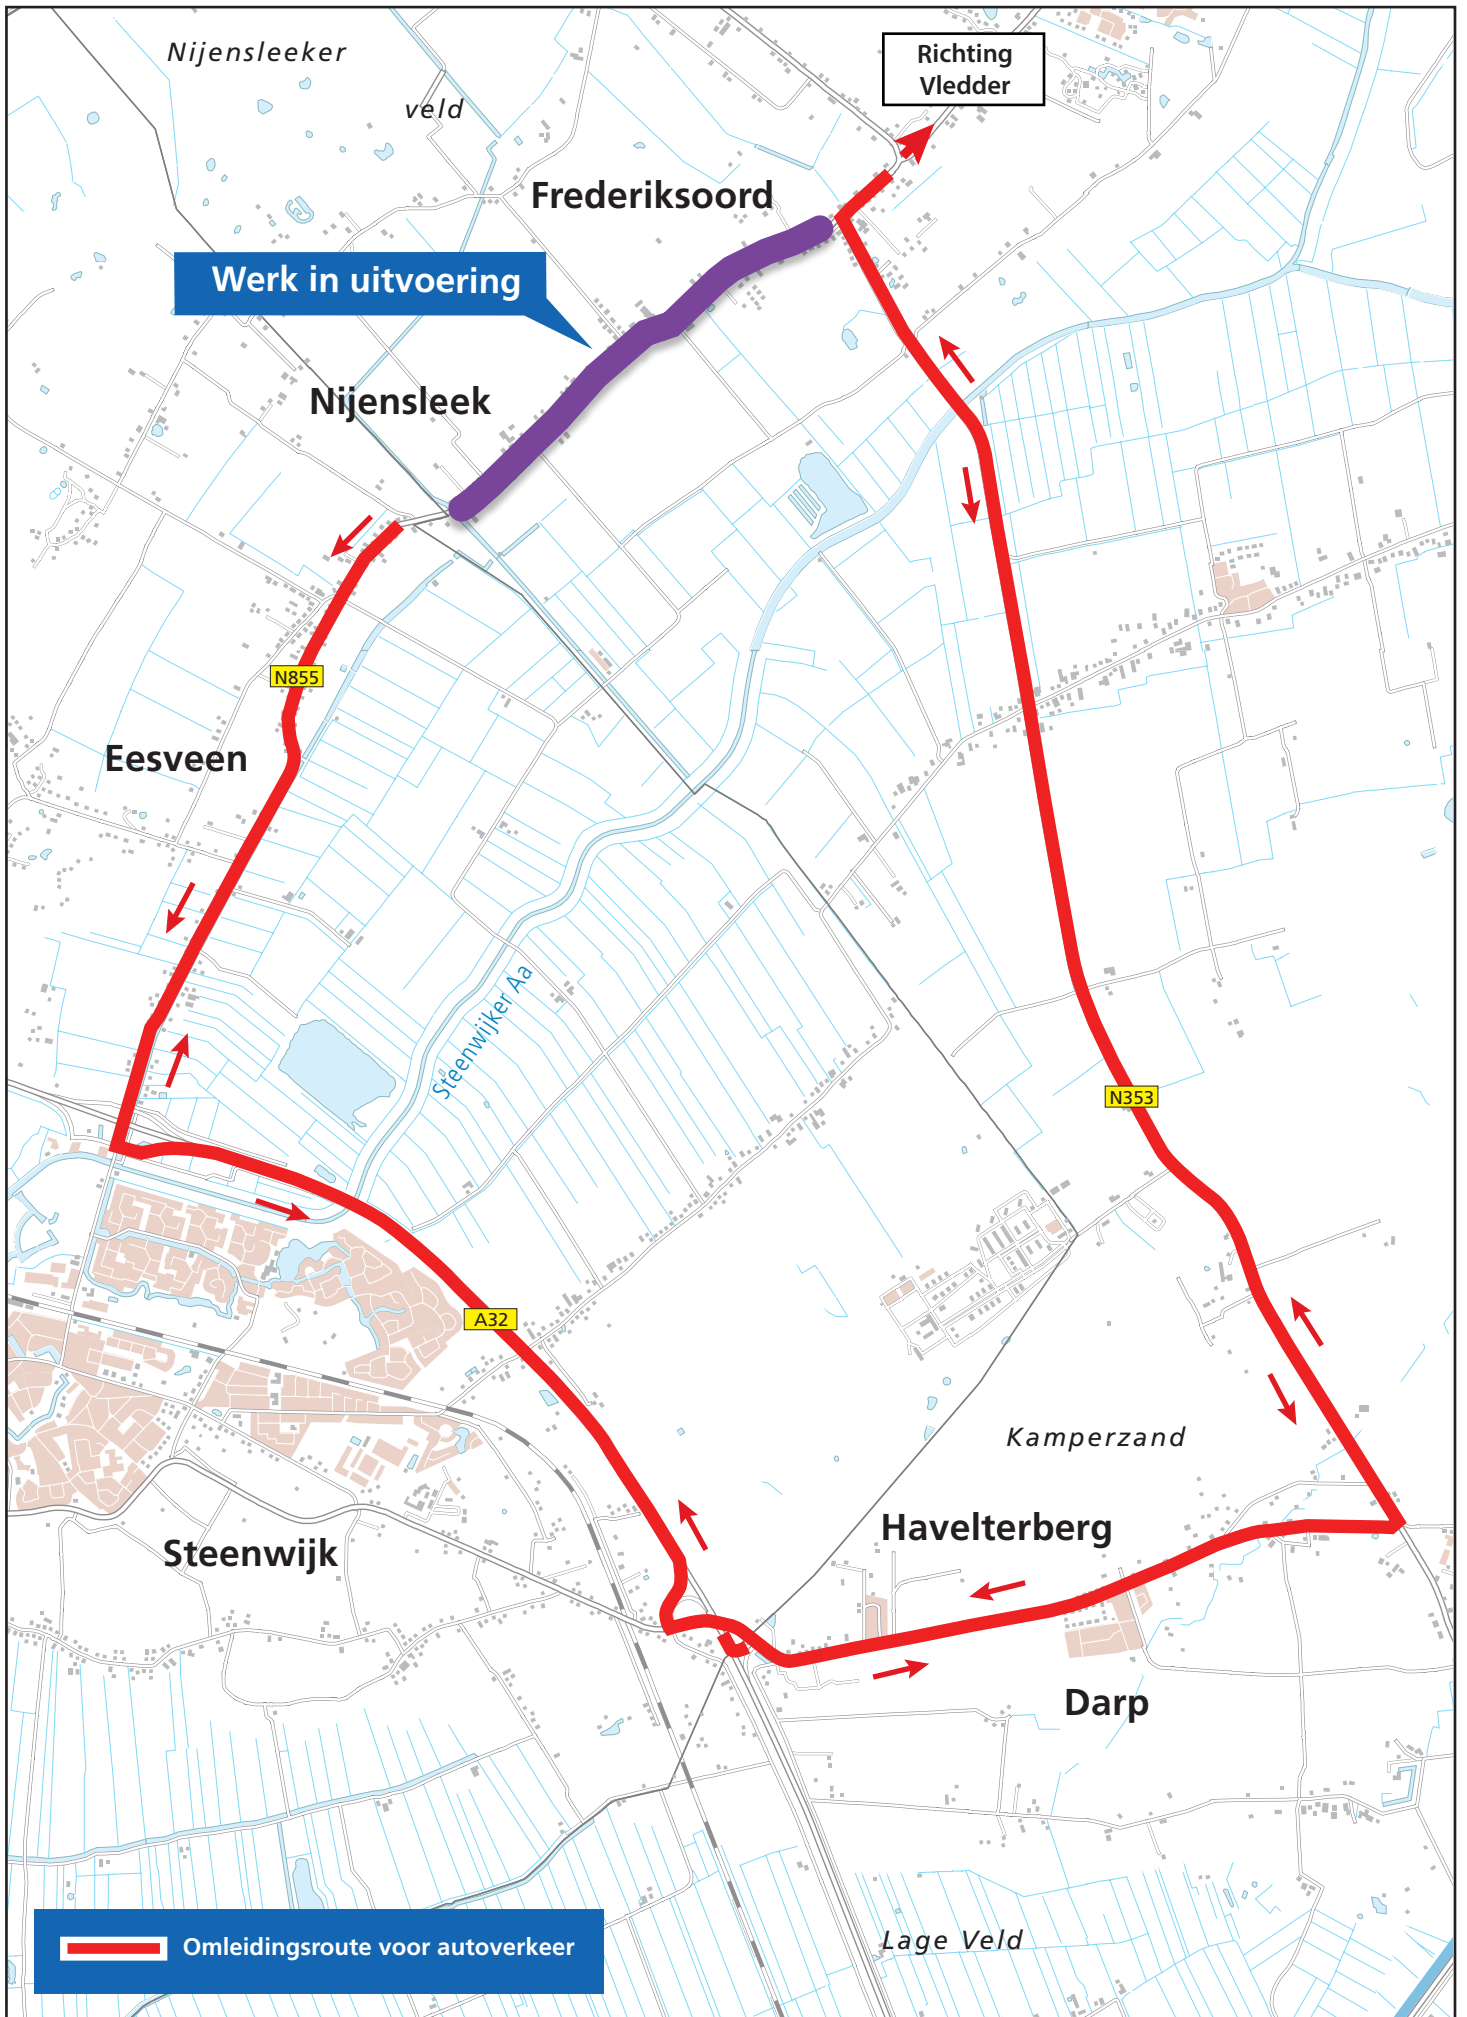 Nijensleeker
veld
Richting
Vledder
Frederiksoord
Werk in uitvoering
Nijensleek
N855
Eesveen
Steenwijker Aa
N353
A32
Kamperzand
Havelterberg
Steenwijk
Darp
Lage Veld
Omleidingsroute voor autoverkeer